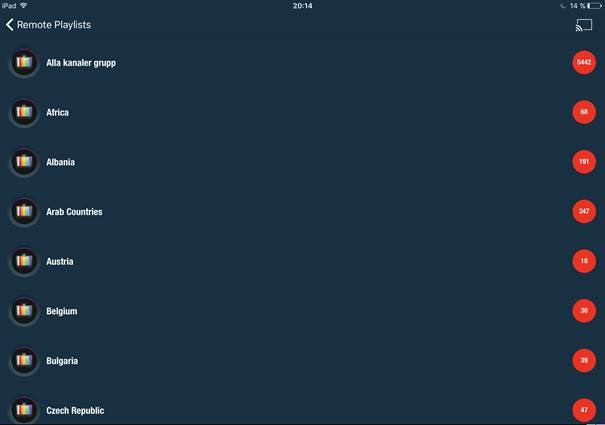 iPad 20:14 14 %
Remote Playlists
Alla kanaler grupp 5442
Africa 68
Albania 191
Arab Countries 347
Austria 18
Belgium 30
Bulgaria 39
Czech Republic 47